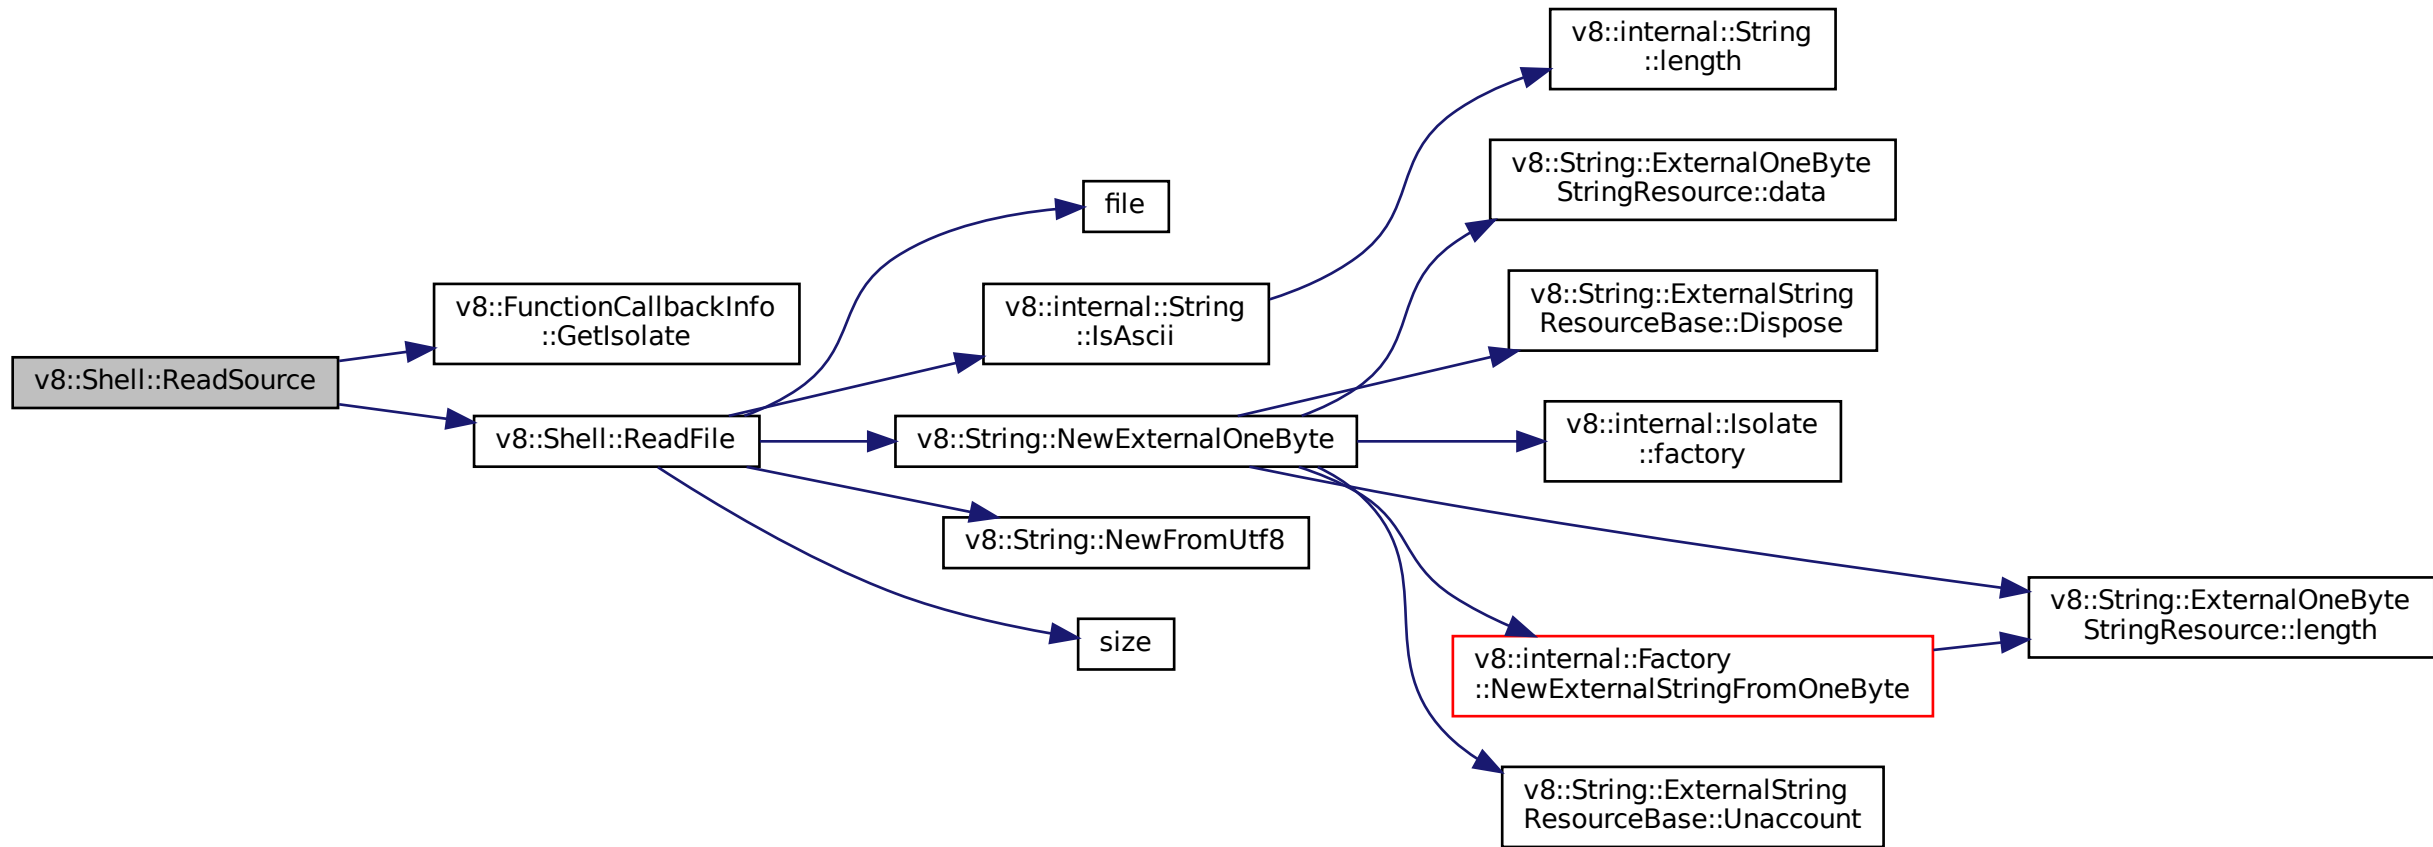 v8::Shell::ReadSource
v8::FunctionCallbackInfo
::GetIsolate
v8::Shell::ReadFile
file
v8::internal::String
::IsAscii
v8::String::NewExternalOneByte
v8::String::NewFromUtf8
size
v8::internal::String
::length
v8::String::ExternalOneByte
StringResource::data
v8::String::ExternalString
ResourceBase::Dispose
v8::internal::Isolate
::factory
v8::internal::Factory
::NewExternalStringFromOneByte
v8::String::ExternalString
ResourceBase::Unaccount
v8::String::ExternalOneByte
StringResource::length